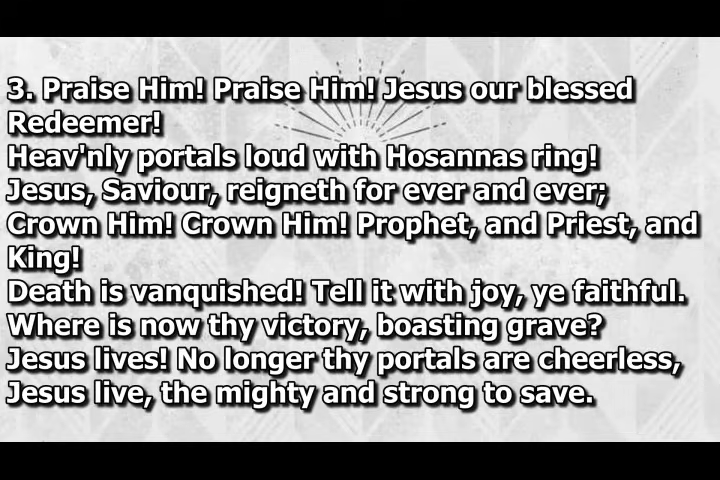 3. Praise Him! Praise Him! Jesus our blessed
Redeemer!
Heav'nly portals loud with Hosannas ring!
Jesus, Saviour, reigneth for ever and ever;
Crown Him! Crown Him! Prophet, and Priest, and
King!
Death is vanquished! Tell it with joy, ye faithful.
Where is now thy victory, boasting grave?
Jesus lives! No longer thy portals are cheerless,
Jesus live, the mighty and strong to save.